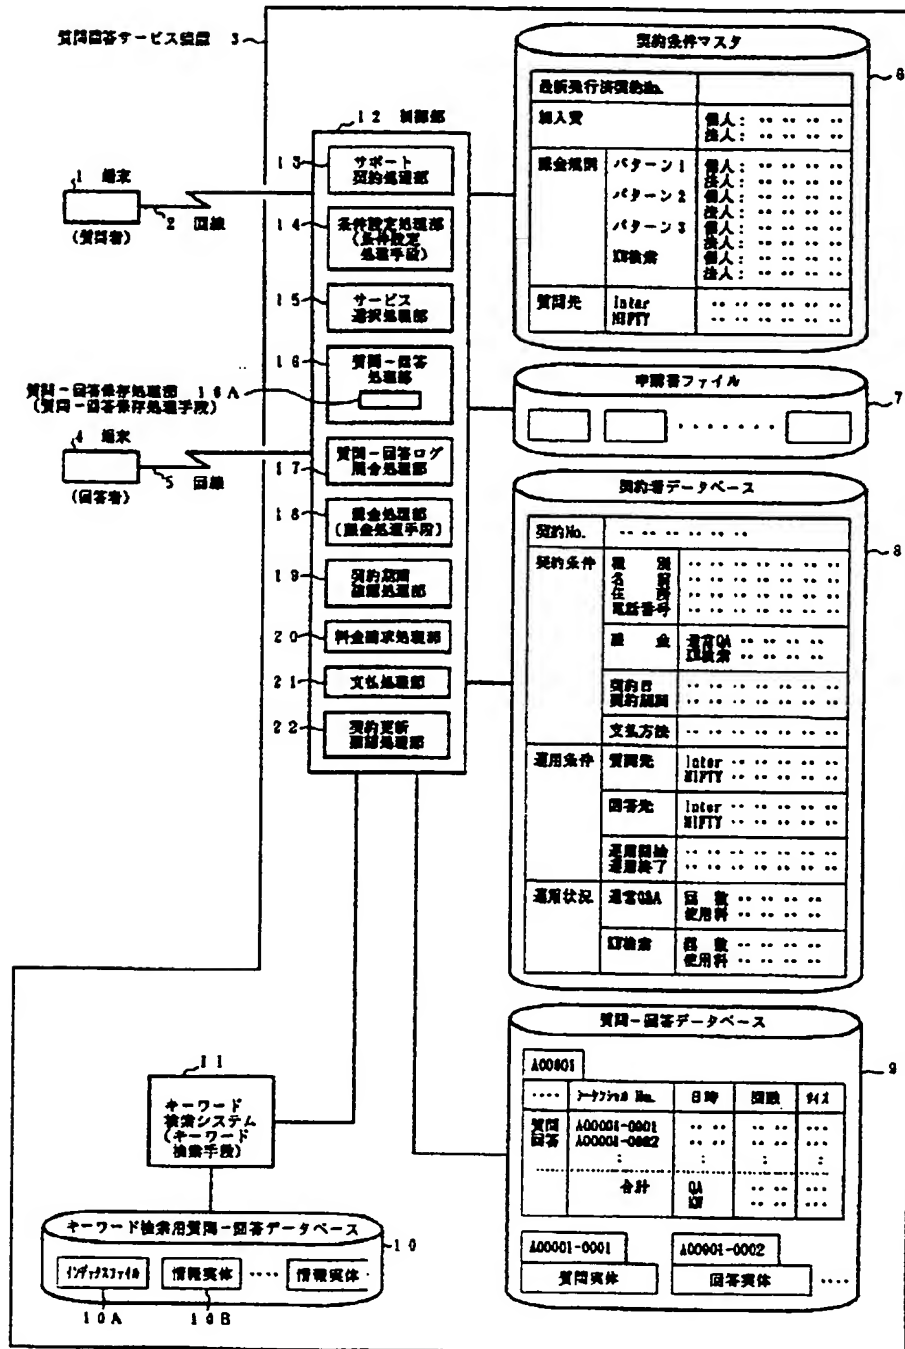 質問回答サービス装置 3
1 端末
(質問者)
2 回線
質問-回答保存処理部 16A
(質問-回答保存処理手段)
4 端末
(回答者)
5 回線
12 制御部
13
サポート
契約処理部
14
条件設定処理部
(条件設定
処理手段)
15
サービス
選択処理部
16
質問-回答
処理部
17
質問-回答ログ
照会処理部
18
課金処理部
(課金処理手段)
19
契約期間
確認処理部
20
料金請求処理部
21
支払処理部
22
契約更新
確認処理部
契約条件マスタ
6
最新発行済契約No.
加入費
個人: ‥ ‥ ‥ ‥ ‥
法人: ‥ ‥ ‥ ‥ ‥
課金規則
パターン1
個人: ‥ ‥ ‥ ‥ ‥
法人: ‥ ‥ ‥ ‥ ‥
パターン2
個人: ‥ ‥ ‥ ‥ ‥
法人: ‥ ‥ ‥ ‥ ‥
パターン3
個人: ‥ ‥ ‥ ‥ ‥
法人: ‥ ‥ ‥ ‥ ‥
KW検索
個人: ‥ ‥ ‥ ‥ ‥
法人: ‥ ‥ ‥ ‥ ‥
質問先
Inter ‥ ‥ ‥ ‥ ‥ ‥
NIFTY ‥ ‥ ‥ ‥ ‥ ‥
申請書ファイル
7
・・・・・・・
契約者データベース
8
契約No. ‥ ‥ ‥ ‥ ‥ ‥
契約条件
種 別 ‥ ‥ ‥ ‥ ‥ ‥
名 前 ‥ ‥ ‥ ‥ ‥ ‥
住 所 ‥ ‥ ‥ ‥ ‥ ‥
電話番号 ‥ ‥ ‥ ‥ ‥ ‥
課 金
通常QA ‥ ‥ ‥ ‥
KW検索 ‥ ‥ ‥ ‥
契約日 ‥ ‥ ‥ ‥ ‥ ‥
契約期間 ‥ ‥ ‥ ‥ ‥ ‥
支払方法 ‥ ‥ ‥ ‥ ‥ ‥
運用条件
質問先
Inter ‥ ‥ ‥ ‥ ‥
NIFTY ‥ ‥ ‥ ‥ ‥
回答先
Inter ‥ ‥ ‥ ‥ ‥
NIFTY ‥ ‥ ‥ ‥ ‥
運用開始 ‥ ‥ ‥ ‥ ‥ ‥
運用終了 ‥ ‥ ‥ ‥ ‥ ‥
運用状況
通常Q&A
回 数 ‥ ‥ ‥ ‥
使用料 ‥ ‥ ‥ ‥
KW検索
回 数 ‥ ‥ ‥ ‥
使用料 ‥ ‥ ‥ ‥
質問-回答データベース
9
A00001
‥‥ シーケンシャル No. 日時 回数 サイズ
質問 A00001-0001 ‥ ‥ ‥ ‥ …
回答 A00001-0002 ‥ ‥ ‥ ‥ …
: : : :
合計 QA ‥ ‥ …
KW ‥ ‥ …
A00001-0001
質問実体
A00001-0002
回答実体
‥‥
11
キーワード
検索システム
(キーワード
検索手段)
キーワード検索用質問-回答データベース
10
インデックスファイル
情報実体
‥‥
情報実体
10A
10B